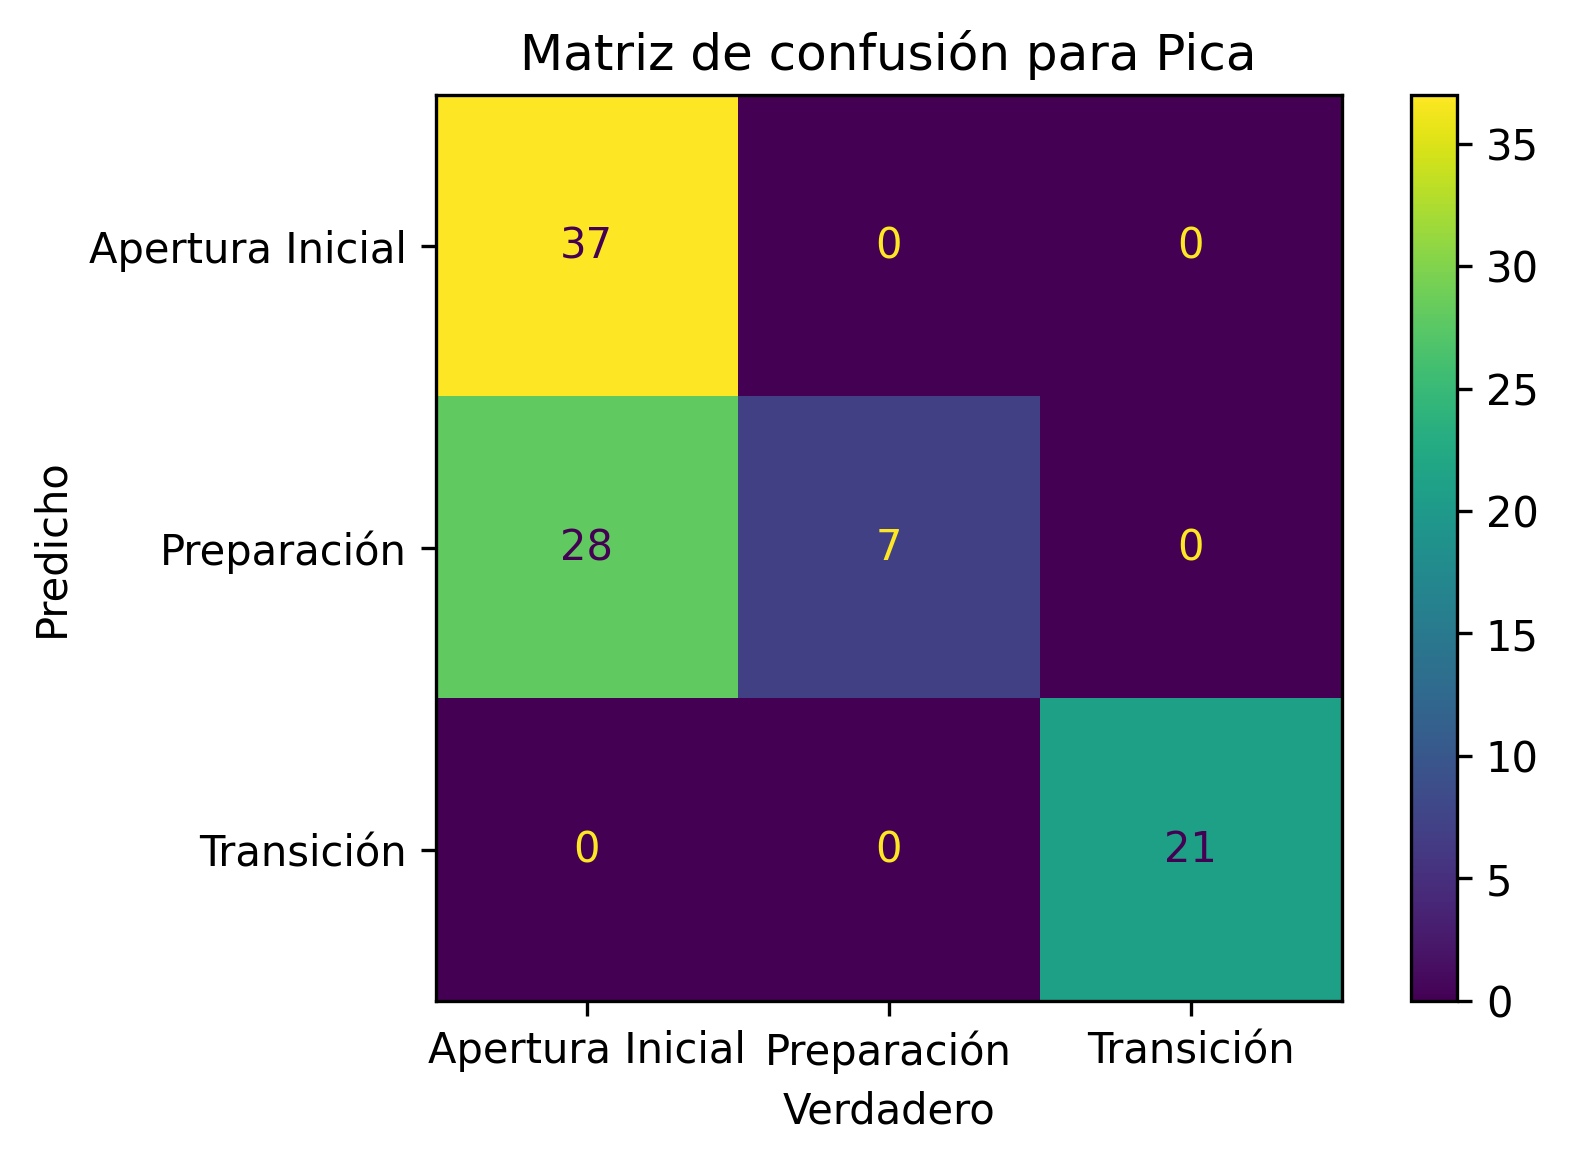 Matriz de confusión para Pica
Predicho
Apertura Inicial
37
0
0
Preparación
28
7
0
Transición
0
0
21
Apertura Inicial
Preparación
Transición
Verdadero
35
30
25
20
15
10
5
0